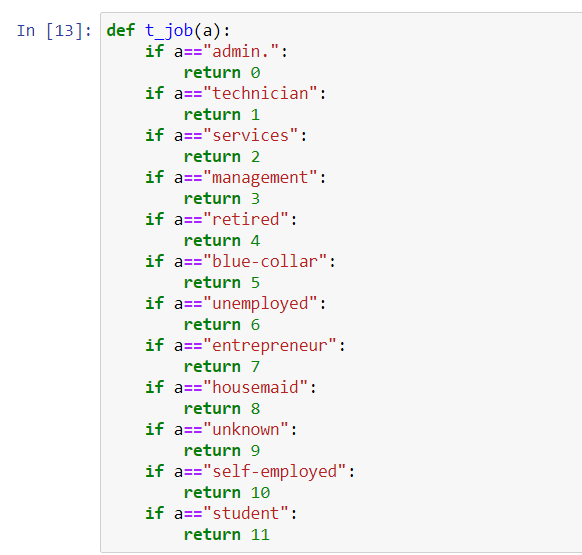 In [13]: def t_job(a):
    if a=="admin.":
        return 0
    if a=="technician":
        return 1
    if a=="services":
        return 2
    if a=="management":
        return 3
    if a=="retired":
        return 4
    if a=="blue-collar":
        return 5
    if a=="unemployed":
        return 6
    if a=="entrepreneur":
        return 7
    if a=="housemaid":
        return 8
    if a=="unknown":
        return 9
    if a=="self-employed":
        return 10
    if a=="student":
        return 11